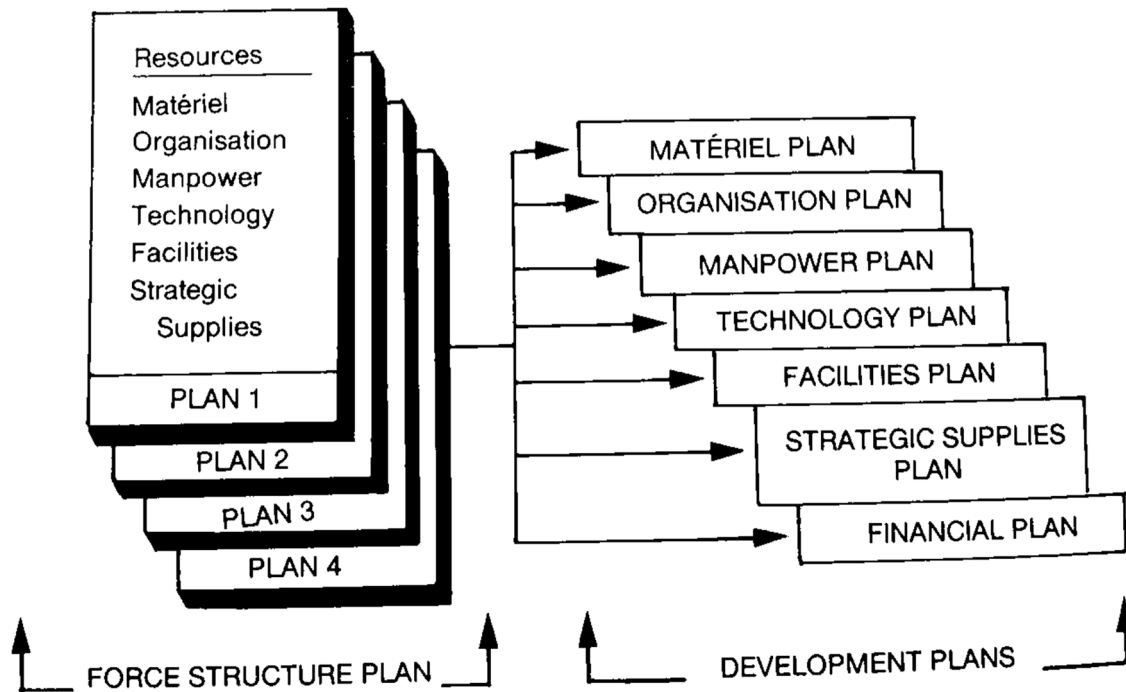 Resources
Matériel
Organisation
Manpower
Technology
Facilities
Strategic
Supplies
PLAN 1
PLAN 2
PLAN 3
PLAN 4
FORCE STRUCTURE PLAN
MATÉRIEL PLAN
ORGANISATION PLAN
MANPOWER PLAN
TECHNOLOGY PLAN
FACILITIES PLAN
STRATEGIC SUPPLIES
PLAN
FINANCIAL PLAN
DEVELOPMENT PLANS